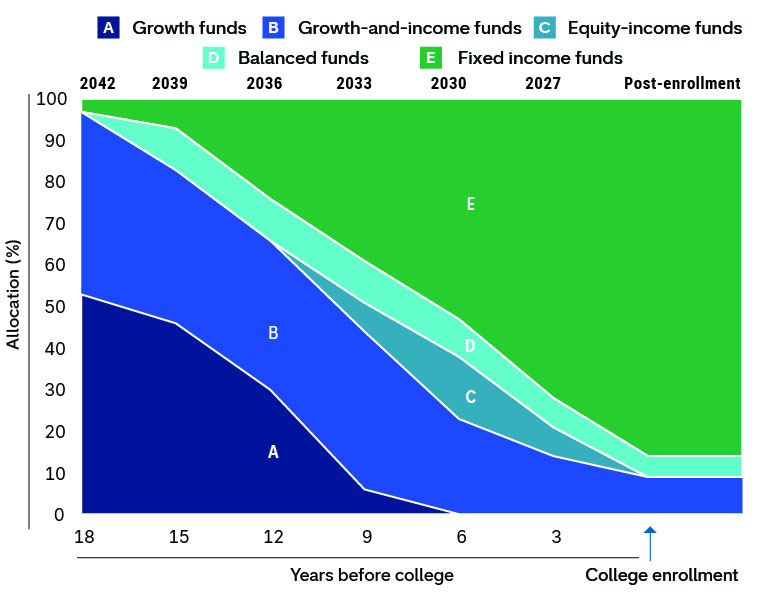 A Growth funds B Growth-and-income funds C Equity-income funds
D Balanced funds E Fixed income funds
2042 2039 2036 2033 2030 2027 Post-enrollment
100
90
80
70
60
50
40
30
20
10
0
Allocation (%)
E
B
D
C
A
18 15 12 9 6 3
Years before college College enrollment